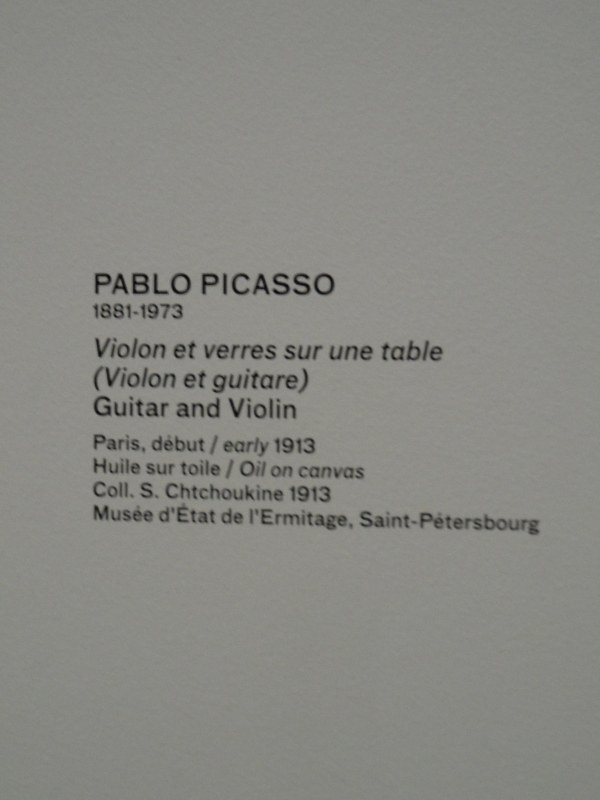 PABLO PICASSO
1881-1973
Violon et verres sur une table
(Violon et guitare)
Guitar and Violin
Paris, début / early 1913
Huile sur toile / Oil on canvas
Coll. S. Chtchoukine 1913
Musée d'État de l'Ermitage, Saint-Pétersbourg